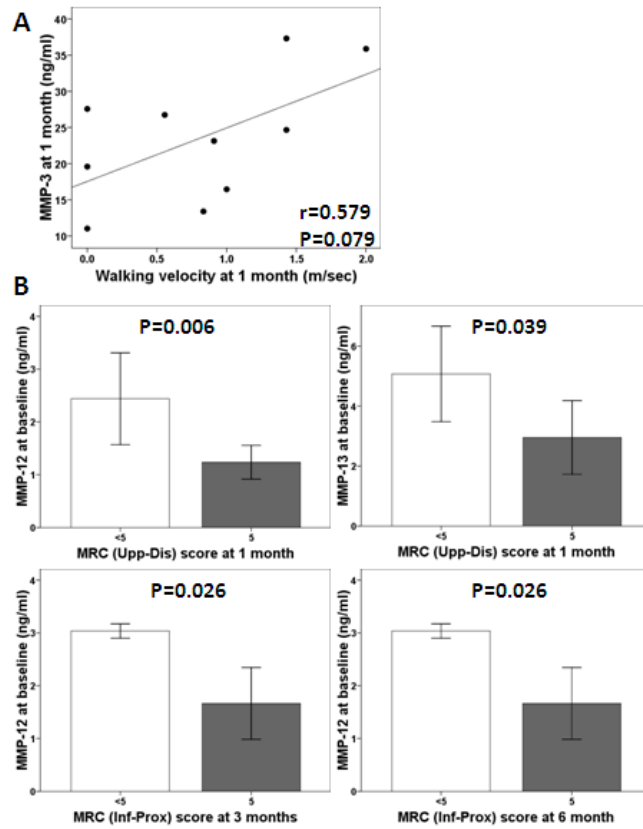 A
MMP-3 at 1 month (ng/ml)
40
35
30
25
20
15
10
r=0.579
P=0.079
0.0 0.5 1.0 1.5 2.0
Walking velocity at 1 month (m/sec)
B
P=0.006
MMP-12 at baseline (ng/ml)
4
3
2
1
0
<5 5
MRC (Upp-Dis) score at 1 month
P=0.039
MMP-13 at baseline (ng/ml)
6
4
2
0
<5 5
MRC (Upp-Dis) score at 1 month
P=0.026
MMP-12 at baseline (ng/ml)
4
3
2
1
0
<5 5
MRC (Inf-Prox) score at 3 months
P=0.026
MMP-12 at baseline (ng/ml)
4
3
2
1
0
<5 5
MRC (Inf-Prox) score at 6 month